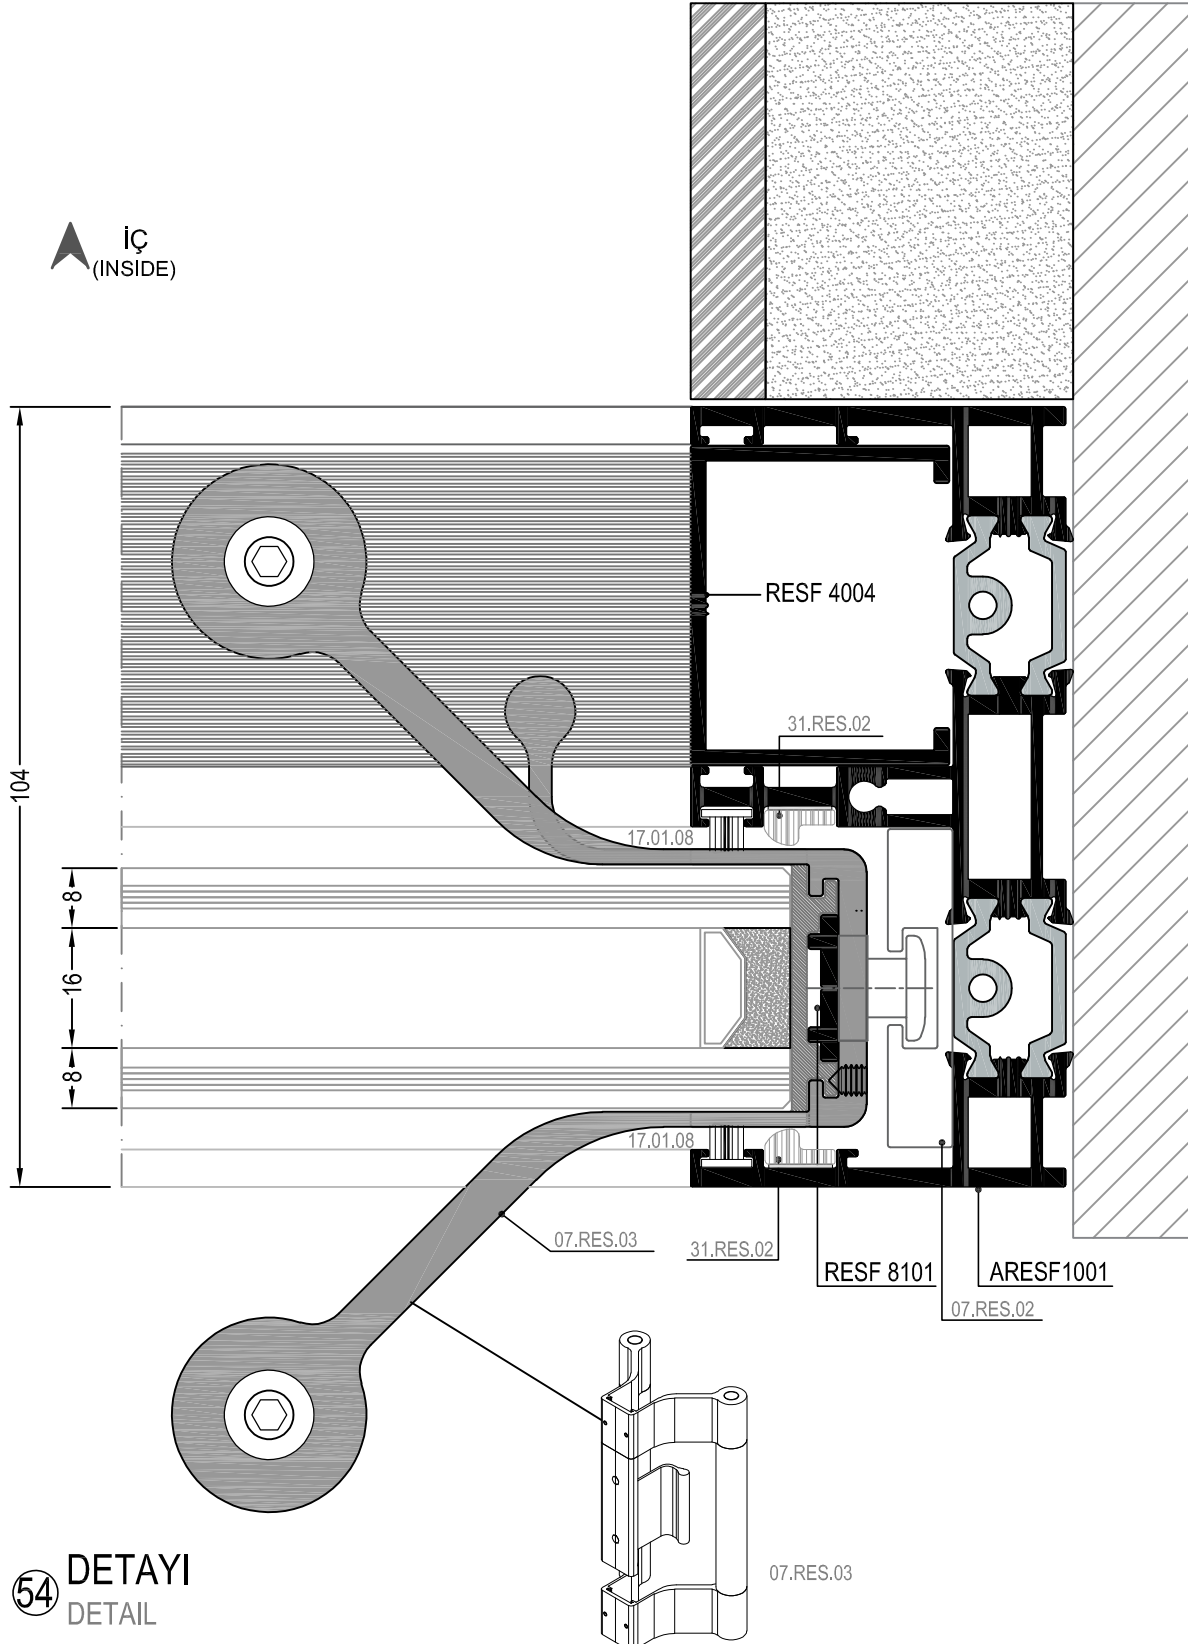 İÇ
(INSIDE)
RESF 4004
31.RES.02
104
17.01.08
8
16
8
17.01.08
07.RES.03
31.RES.02
RESF 8101
ARESF1001
07.RES.02
07.RES.03
54 DETAYI
DETAIL